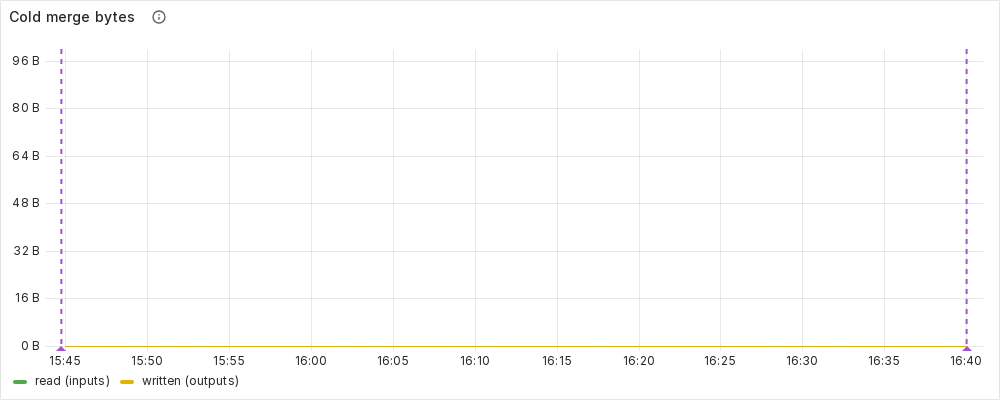 Cold merge bytes
96 B
80 B
64 B
48 B
32 B
16 B
0 B
15:45 15:50 15:55 16:00 16:05 16:10 16:15 16:20 16:25 16:30 16:35 16:40
read (inputs) written (outputs)